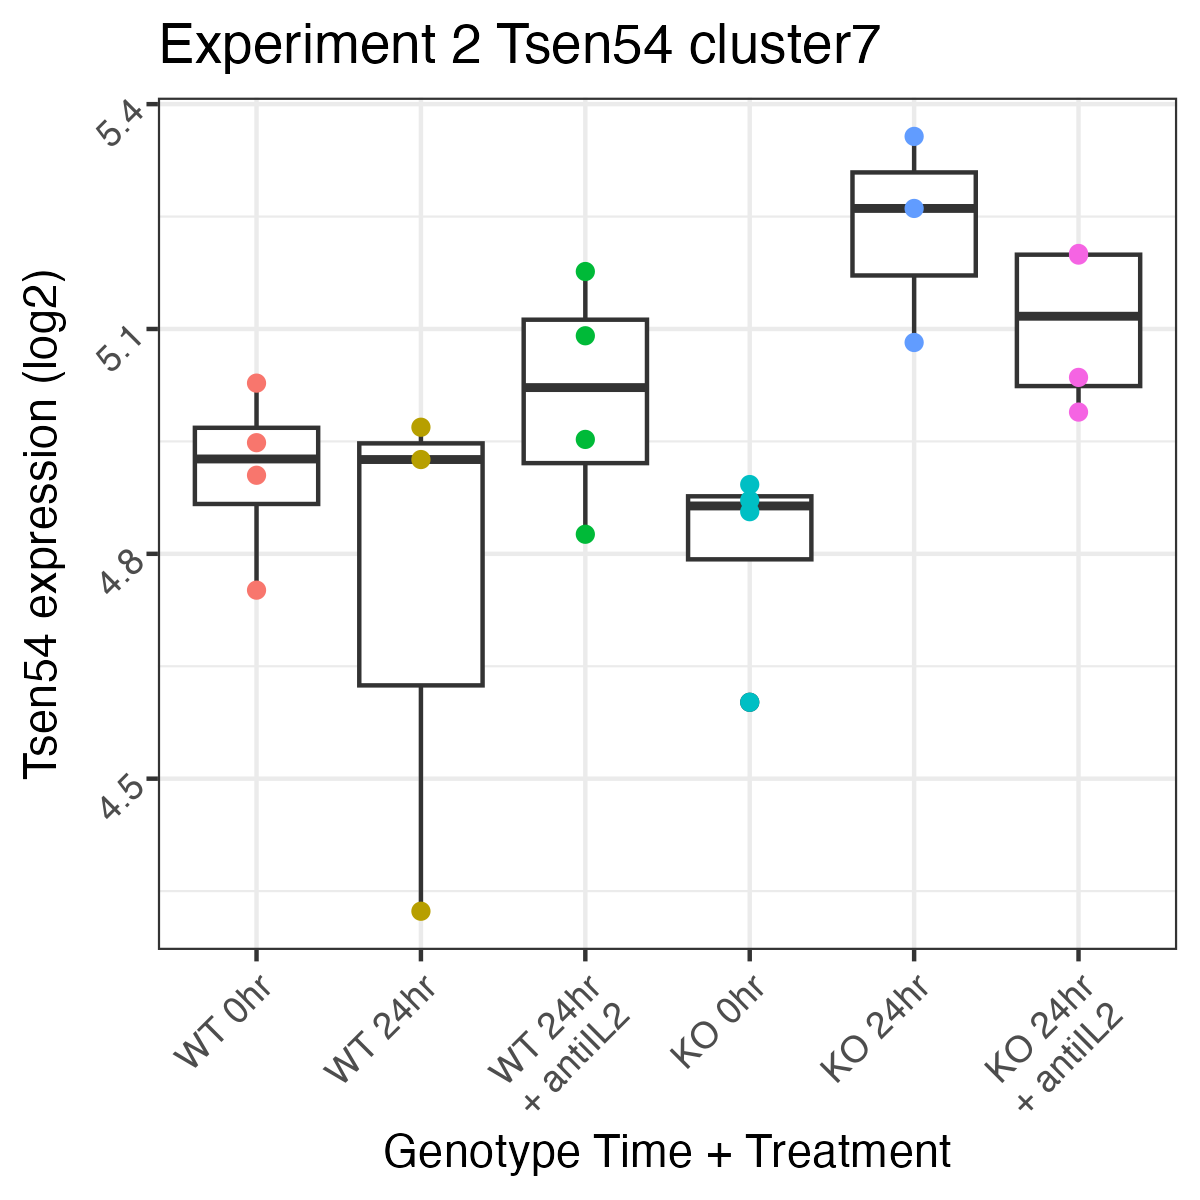 Experiment 2 Tsen54 cluster7
Tsen54 expression (log2)
5.4
5.1
4.8
4.5
WT 0hr
WT 24hr
WT 24hr
+ antiIL2
KO 0hr
KO 24hr
KO 24hr
+ antiIL2
Genotype Time + Treatment